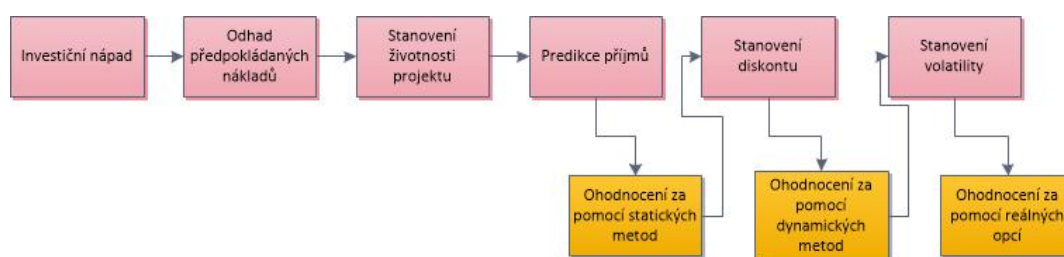 Investiční nápad
Odhad
předpokládaných
nákladů
Stanovení
životnosti
projektu
Predikce příjmů
Stanovení
diskontu
Stanovení
volatility
Ohodnocení za
pomocí statických
metod
Ohodnocení za
pomocí
dynamických
metod
Ohodnocení za
pomocí reálných
opcí